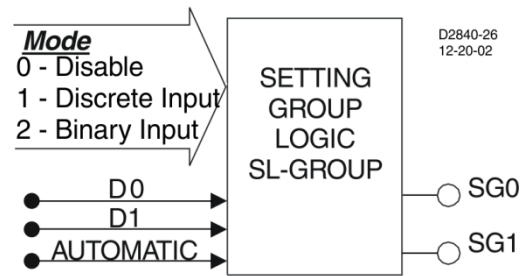 Mode
0 - Disable
1 - Discrete Input
2 - Binary Input
D2840-26
12-20-02
SETTING
GROUP
LOGIC
SL-GROUP
D0
D1
AUTOMATIC
SG0
SG1